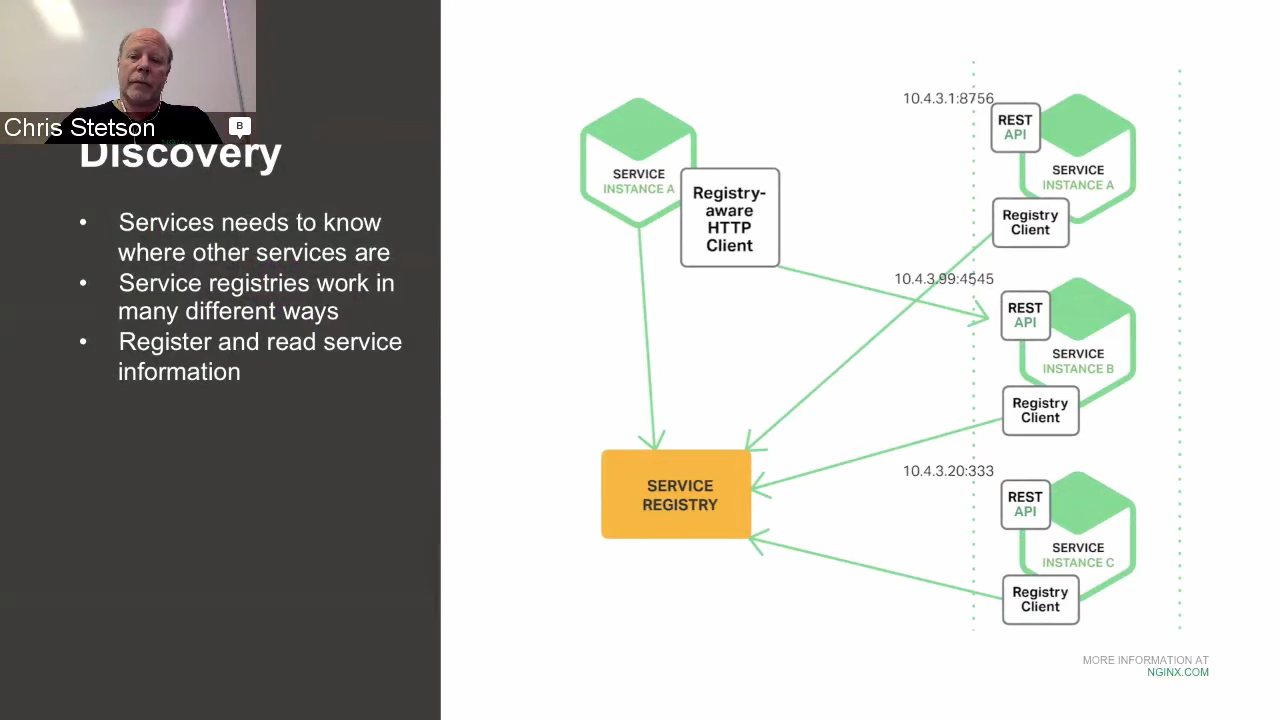 Chris Stetson
B
Discovery
• Services needs to know
where other services are
• Service registries work in
many different ways
• Register and read service
information
SERVICE
INSTANCE A
Registry-
aware
HTTP
Client
SERVICE
REGISTRY
10.4.3.1:8756
REST
API
SERVICE
INSTANCE A
Registry
Client
10.4.3.99:4545
REST
API
SERVICE
INSTANCE B
Registry
Client
10.4.3.20:333
REST
API
SERVICE
INSTANCE C
Registry
Client
MORE INFORMATION AT
NGINX.COM